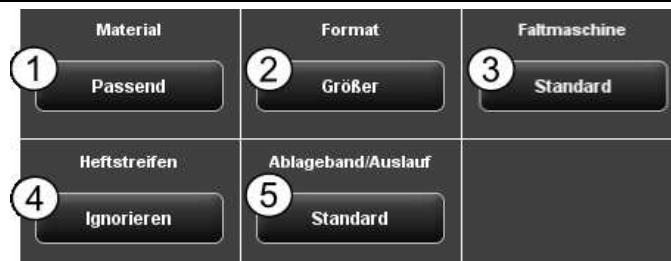 Material
1
Passend
Format
2
Größer
Faltmaschine
3
Standard
Heftstreifen
4
Ignorieren
Ablageband/Auslauf
5
Standard